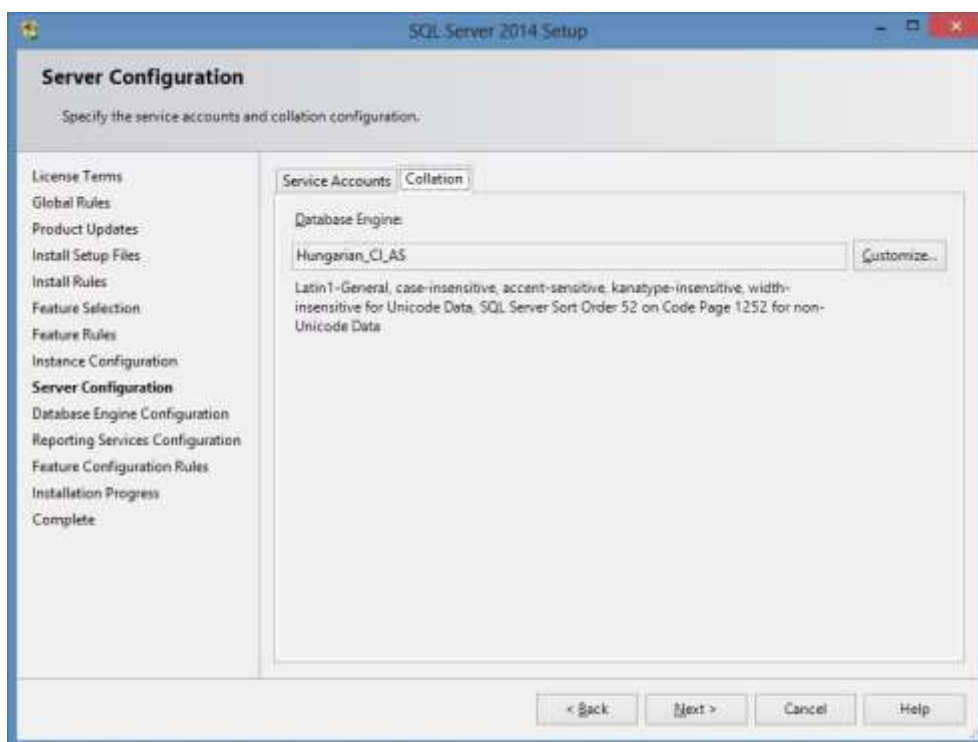 SQL Server 2014 Setup
Server Configuration
Specify the service accounts and collation configuration.
License Terms
Global Rules
Product Updates
Install Setup Files
Install Rules
Feature Selection
Feature Rules
Instance Configuration
Server Configuration
Database Engine Configuration
Reporting Services Configuration
Feature Configuration Rules
Installation Progress
Complete
Service Accounts Collation
Database Engine:
Hungarian_CI_AS Customize...
Latin1-General, case-insensitive, accent-sensitive, kanatype-insensitive, width-
insensitive for Unicode Data, SQL Server Sort Order 52 on Code Page 1252 for non-
Unicode Data
< Back Next > Cancel Help